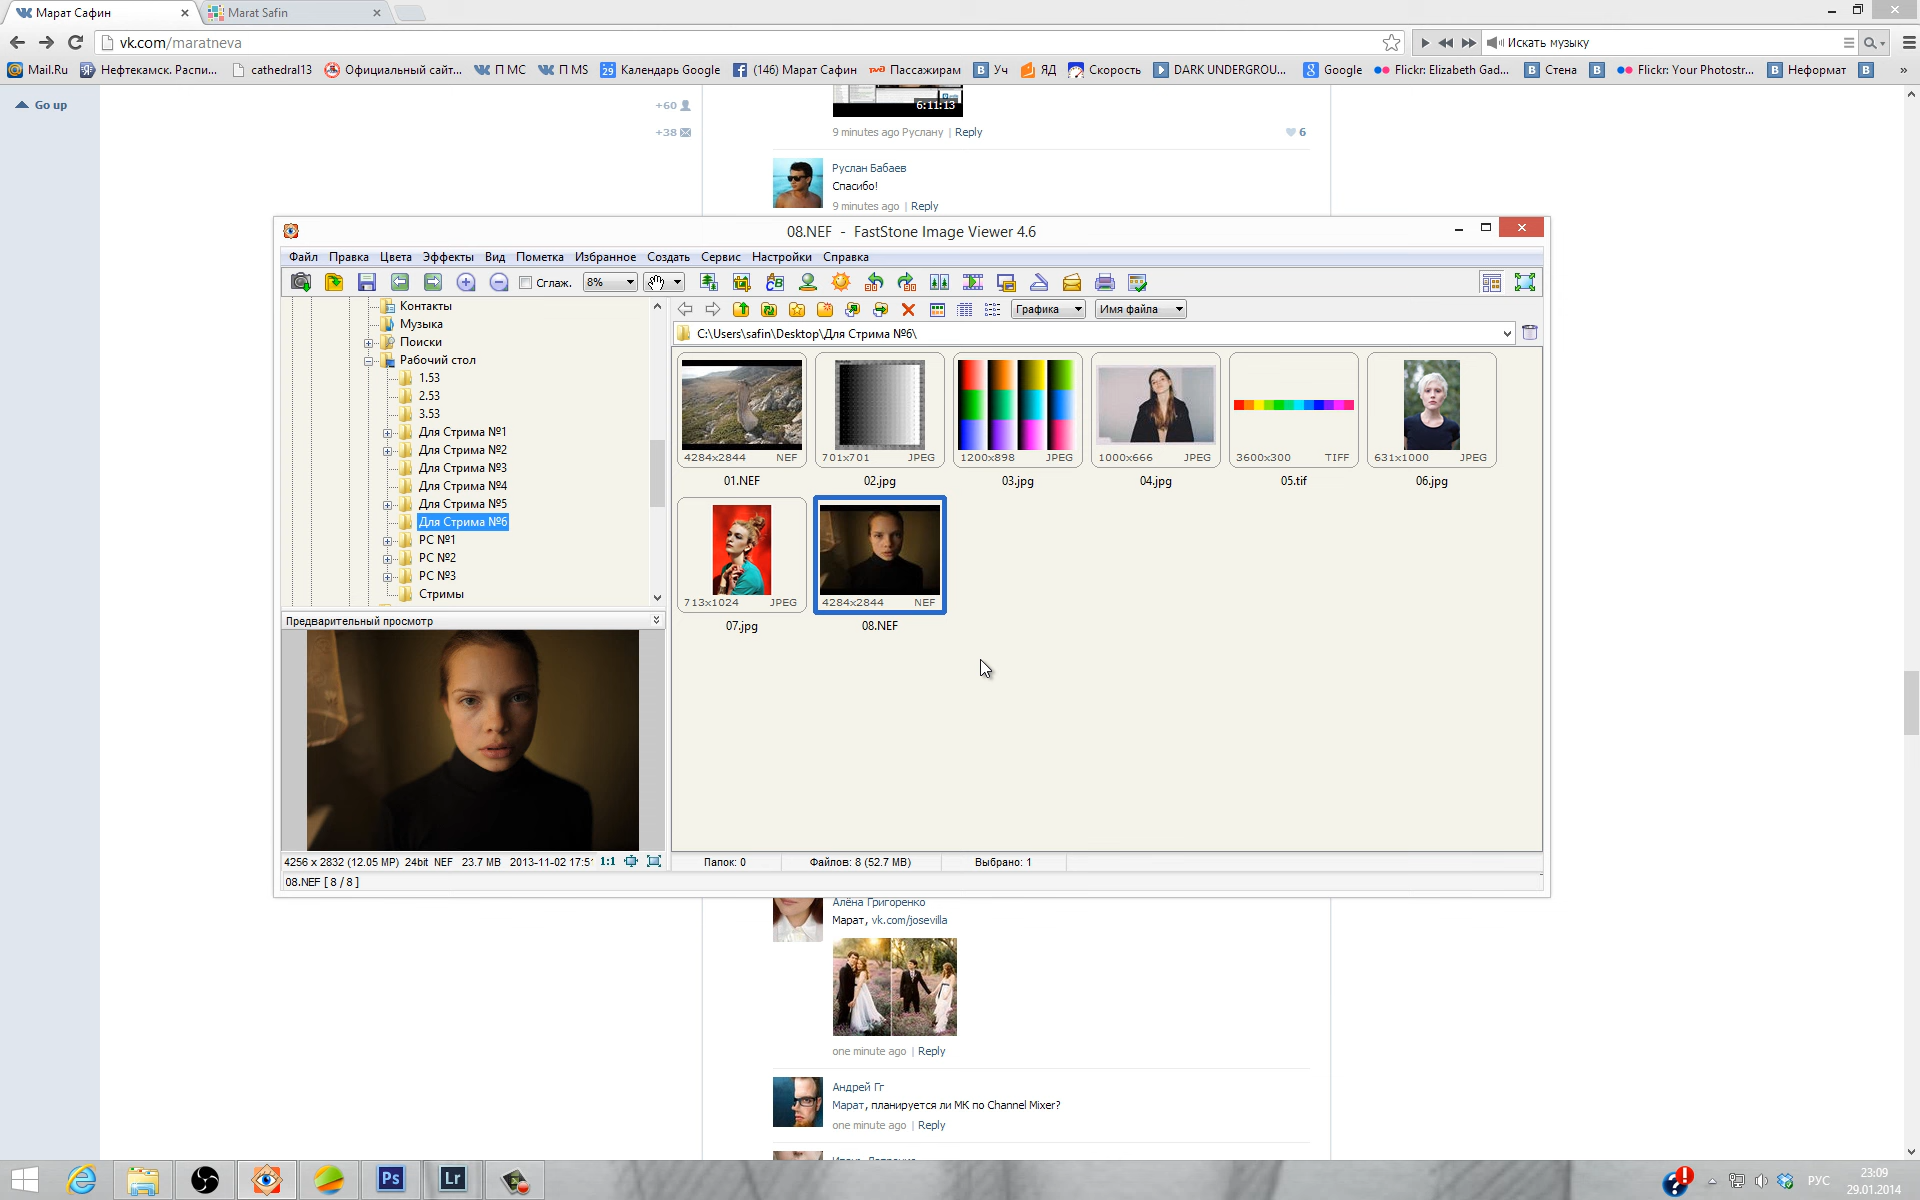 Марат Сафин
Marat Safin
vk.com/maratneva
Искать музыку
Mail.Ru
Нефтекамск. Распи...
cathedral13
Официальный сайт...
П МС
П MS
Календарь Google
(146) Марат Сафин
Пассажирам
Уч
ЯД
Скорость
DARK UNDERGROU...
Google
Flickr: Elizabeth Gad...
Стена
Flickr: Your Photostr...
Неформат
Go up
+60
+38
6:11:13
9 minutes ago Руслану | Reply
6
Руслан Бабаев
Спасибо!
9 minutes ago | Reply
08.NEF - FastStone Image Viewer 4.6
Файл Правка Цвета Эффекты Вид Пометка Избранное Создать Сервис Настройки Справка
Сглаж. 8%
Контакты
Музыка
Поиски
Рабочий стол
1.53
2.53
3.53
Для Стрима №1
Для Стрима №2
Для Стрима №3
Для Стрима №4
Для Стрима №5
Для Стрима №6
РС №1
РС №2
РС №3
Стримы
Графика Имя файла
C:\Users\safin\Desktop\Для Стрима №6\
4284x2844 NEF
01.NEF
701x701 JPEG
02.jpg
1200x898 JPEG
03.jpg
1000x666 JPEG
04.jpg
3600x300 TIFF
05.tif
631x1000 JPEG
06.jpg
713x1024 JPEG
07.jpg
4284x2844 NEF
08.NEF
Предварительный просмотр
4256 x 2832 (12.05 MP) 24bit NEF 23.7 MB 2013-11-02 17:5 1:1
Папок: 0
Файлов: 8 (52.7 MB)
Выбрано: 1
08.NEF [ 8 / 8 ]
Алёна Григоренко
Марат, vk.com/josevilla
one minute ago | Reply
Андрей Гг
Марат, планируется ли МК по Channel Mixer?
one minute ago | Reply
Ps
Lr
РУС
23:09
29.01.2014